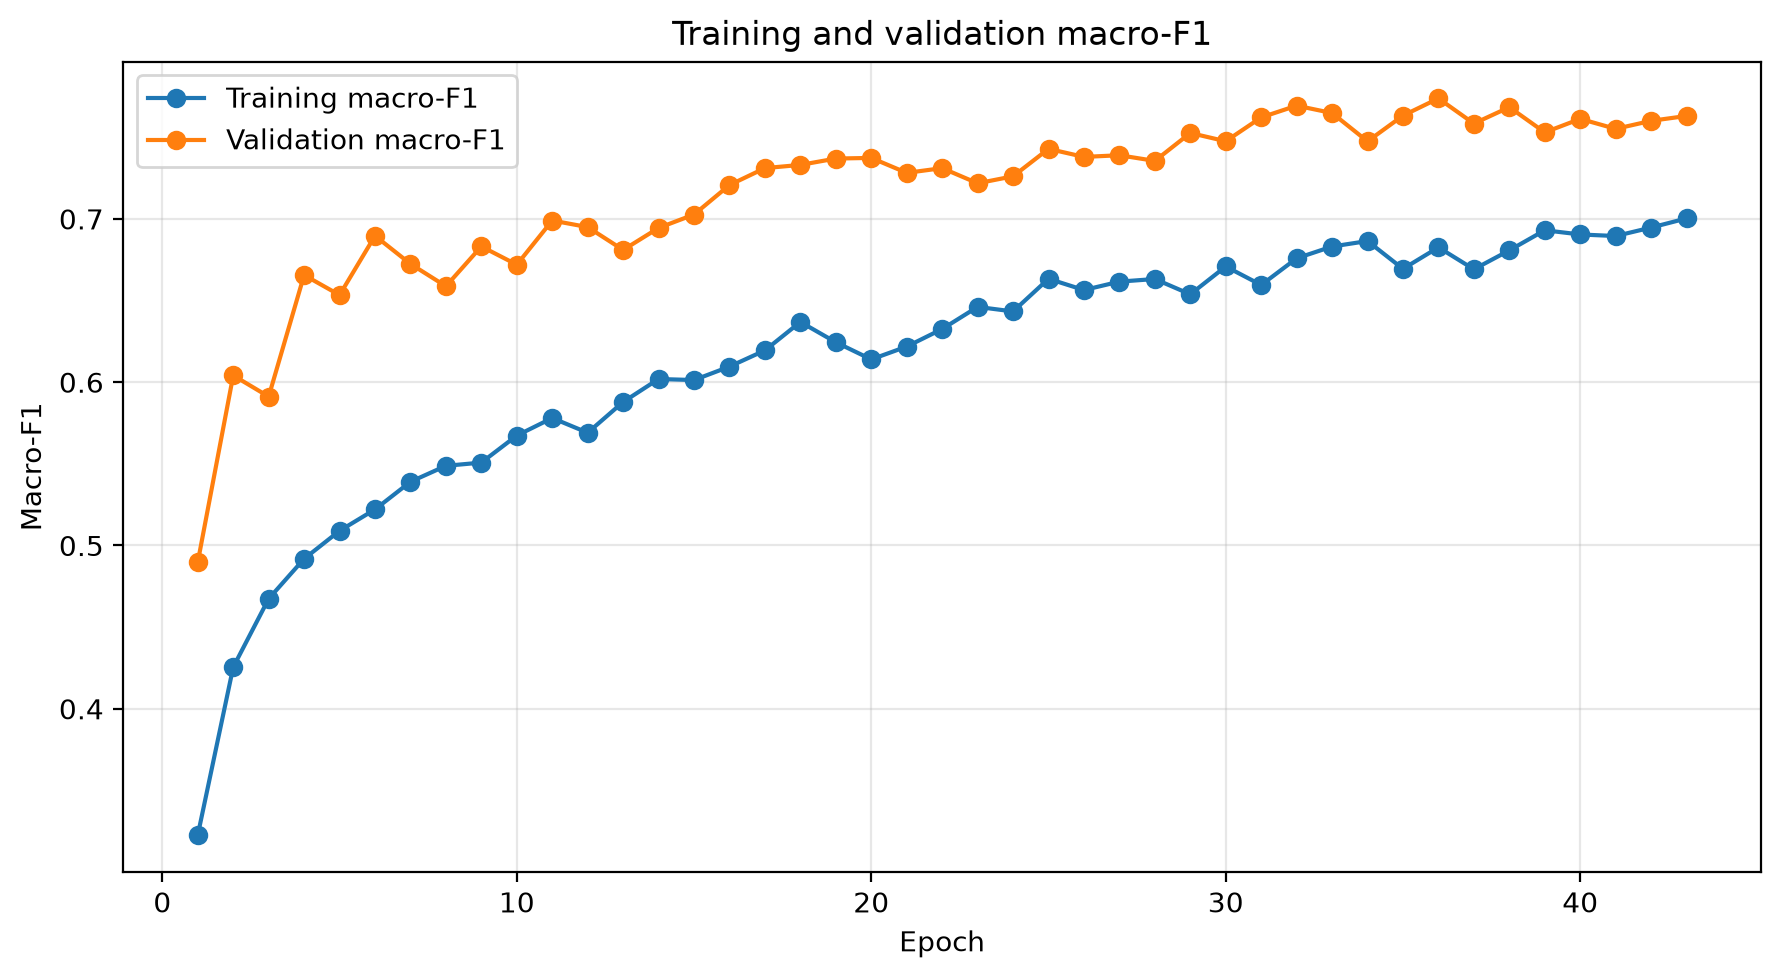 Training and validation macro-F1
Training macro-F1
Validation macro-F1
Macro-F1
0.7
0.6
0.5
0.4
0 10 20 30 40
Epoch